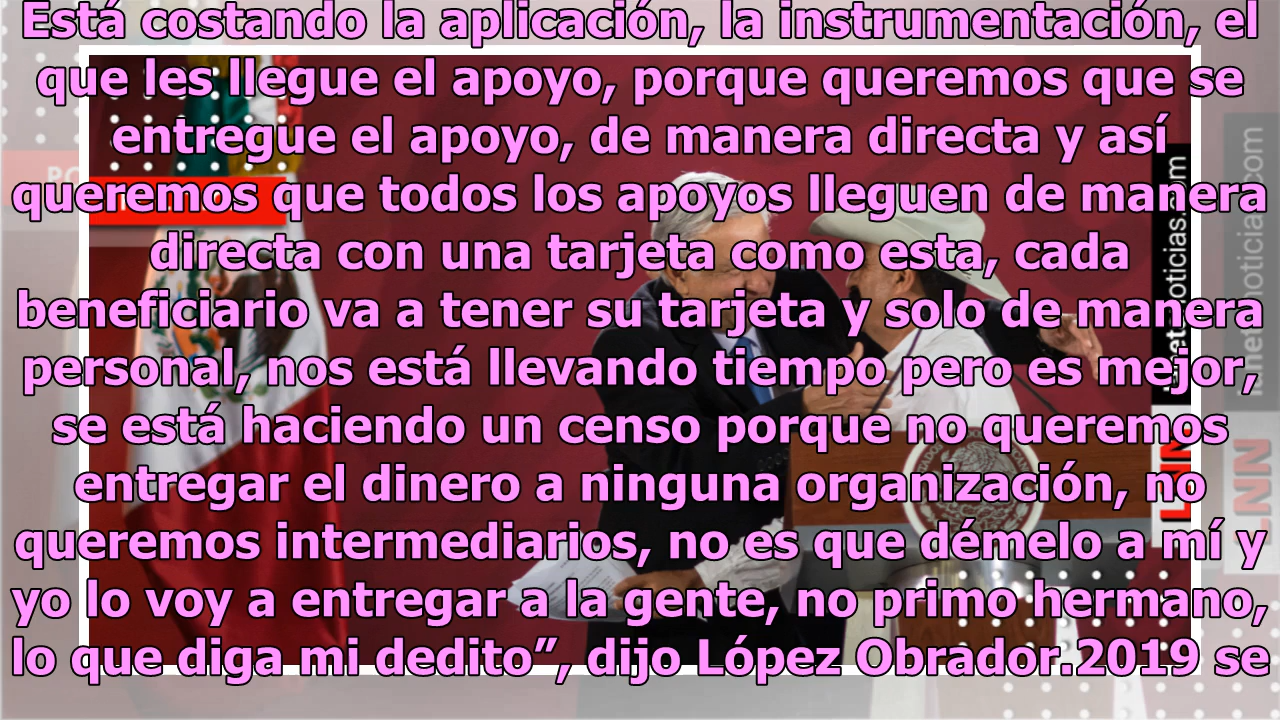 Está costando la aplicación, la instrumentación, el
que les llegue el apoyo, porque queremos que se
entregue el apoyo, de manera directa y así
queremos que todos los apoyos lleguen de manera
directa con una tarjeta como esta, cada
beneficiario va a tener su tarjeta y solo de manera
personal, nos está llevando tiempo pero es mejor,
se está haciendo un censo porque no queremos
entregar el dinero a ninguna organización, no
queremos intermediarios, no es que démelo a mí y
yo lo voy a entregar a la gente, no primo hermano,
lo que diga mi dedito”, dijo López Obrador.2019 se
LNN